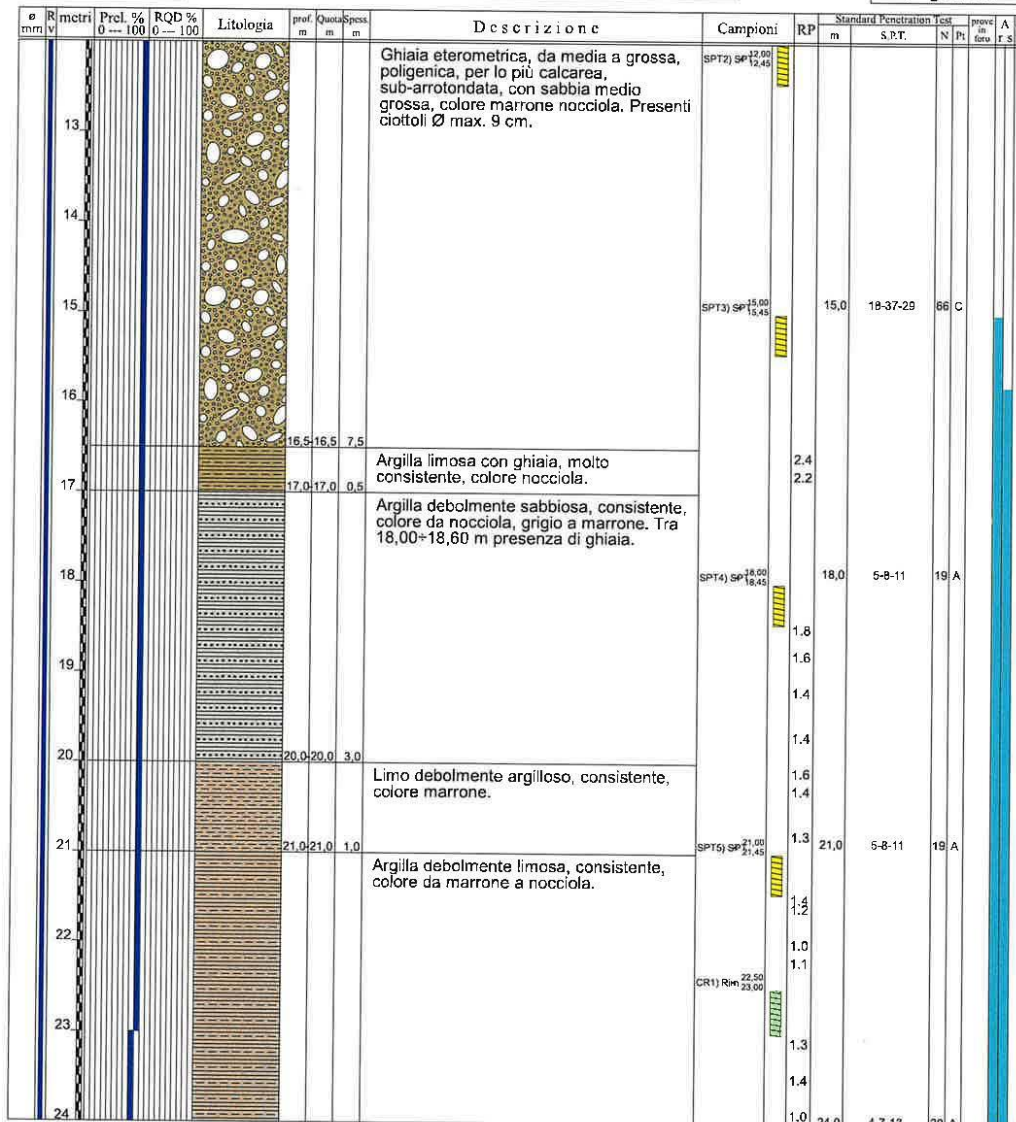 ø mm R v metri Prel. % 0 --- 100 RQD % 0 --- 100 Litologia prof. m Quota m Spess. m Descrizione Campioni RP Standard Penetration Test m S.P.T. N Pt prove in foro A r s
Ghiaia eterometrica, da media a grossa,
poligenica, per lo più calcarea,
sub-arrotondata, con sabbia medio
grossa, colore marrone nocciola. Presenti
ciottoli Ø max. 9 cm.
SPT2) SPT 12,00 12,45
13
14
15
SPT3) SPT 15,00 15,45 15,0 18-37-29 66 C
16
16,5 16,5 7,5
Argilla limosa con ghiaia, molto
consistente, colore nocciola.
2.4
2.2
17
17,0 17,0 0,5
Argilla debolmente sabbiosa, consistente,
colore da nocciola, grigio a marrone. Tra
18,00÷18,60 m presenza di ghiaia.
18
SPT4) SPT 18,00 18,45 18,0 5-8-11 19 A
1.8
1.6
19
1.4
1.4
20
20,0 20,0 3,0
Limo debolmente argilloso, consistente,
colore marrone.
1.6
1.4
1.3
21
21,0 21,0 1,0
SPT5) SPT 21,00 21,45 21,0 5-8-11 19 A
Argilla debolmente limosa, consistente,
colore da marrone a nocciola.
1.4
1.2
22
1.0
1.1
CR1) Rim 22,50 23,00
23
1.3
1.4
24
1.0